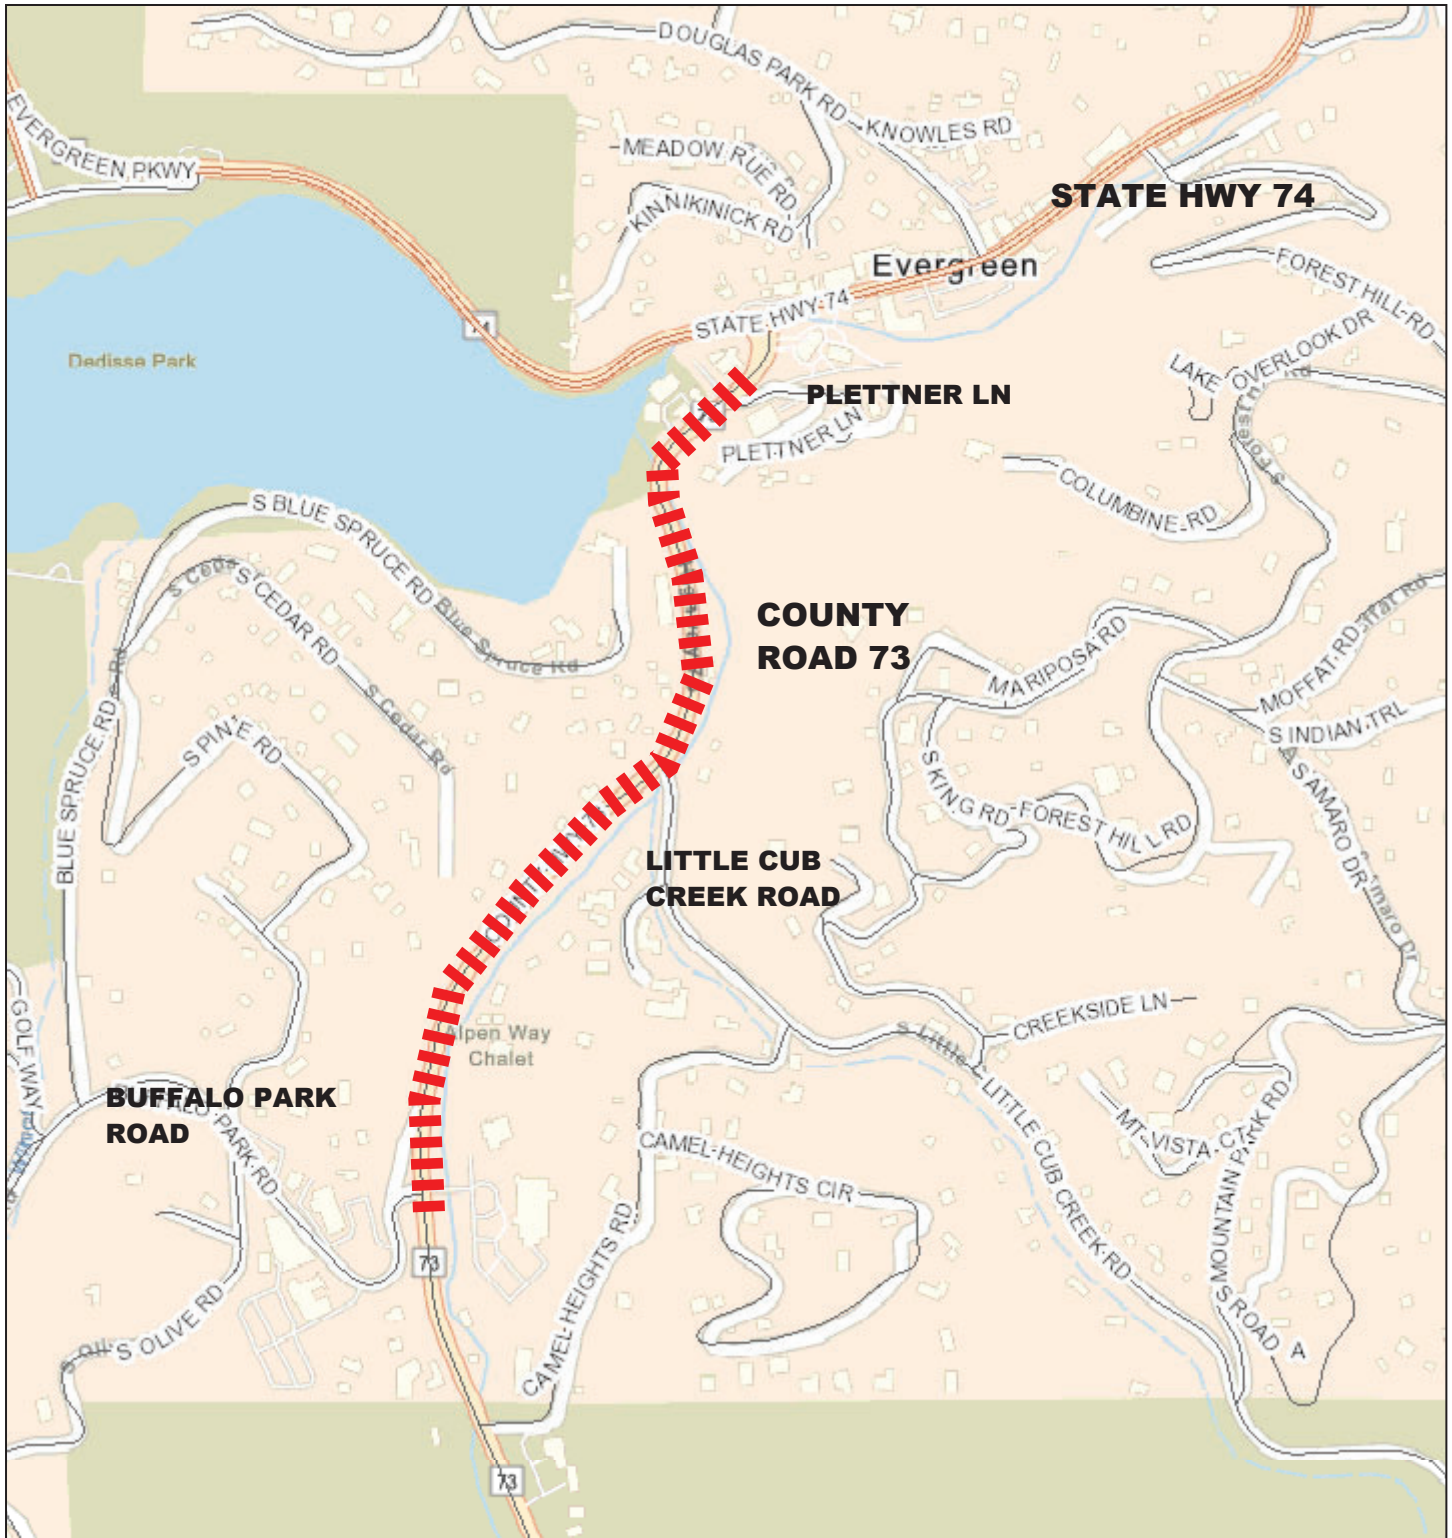 DOUGLAS PARK RD
KNOWLES RD
EVERGREEN PKWY
MEADOW RUE RD
KINNIKINICK RD
STATE HWY 74
Evergreen
FOREST HILL RD
STATE HWY 74
74
Dedisse Park
LAKE OVERLOOK DR
PLETTNER LN
PLETTNER LN
S Forest
Rd
COLUMBINE RD
S BLUE SPRUCE RD
Blue Spruce Rd
S CEDAR RD
S Cedar Rd
COUNTY
ROAD 73
MARIPOSA RD
MOFFAT RD
S INDIAN TRL
S PINE RD
BLUE SPRUCE RD
S KING RD
FOREST HILL RD
S AMARO DR
LITTLE CUB
CREEK ROAD
GOLF WAY
Alpen Way
Chalet
S Little
CREEKSIDE LN
BUFFALO PARK
ROAD
PARK RD
LITTLE CUB CREEK RD
MT VISTA CT
S MOUNTAIN PARK RD
CAMEL HEIGHTS CIR
CAMEL HEIGHTS RD
73
S OLIVE RD
S ROAD A
73